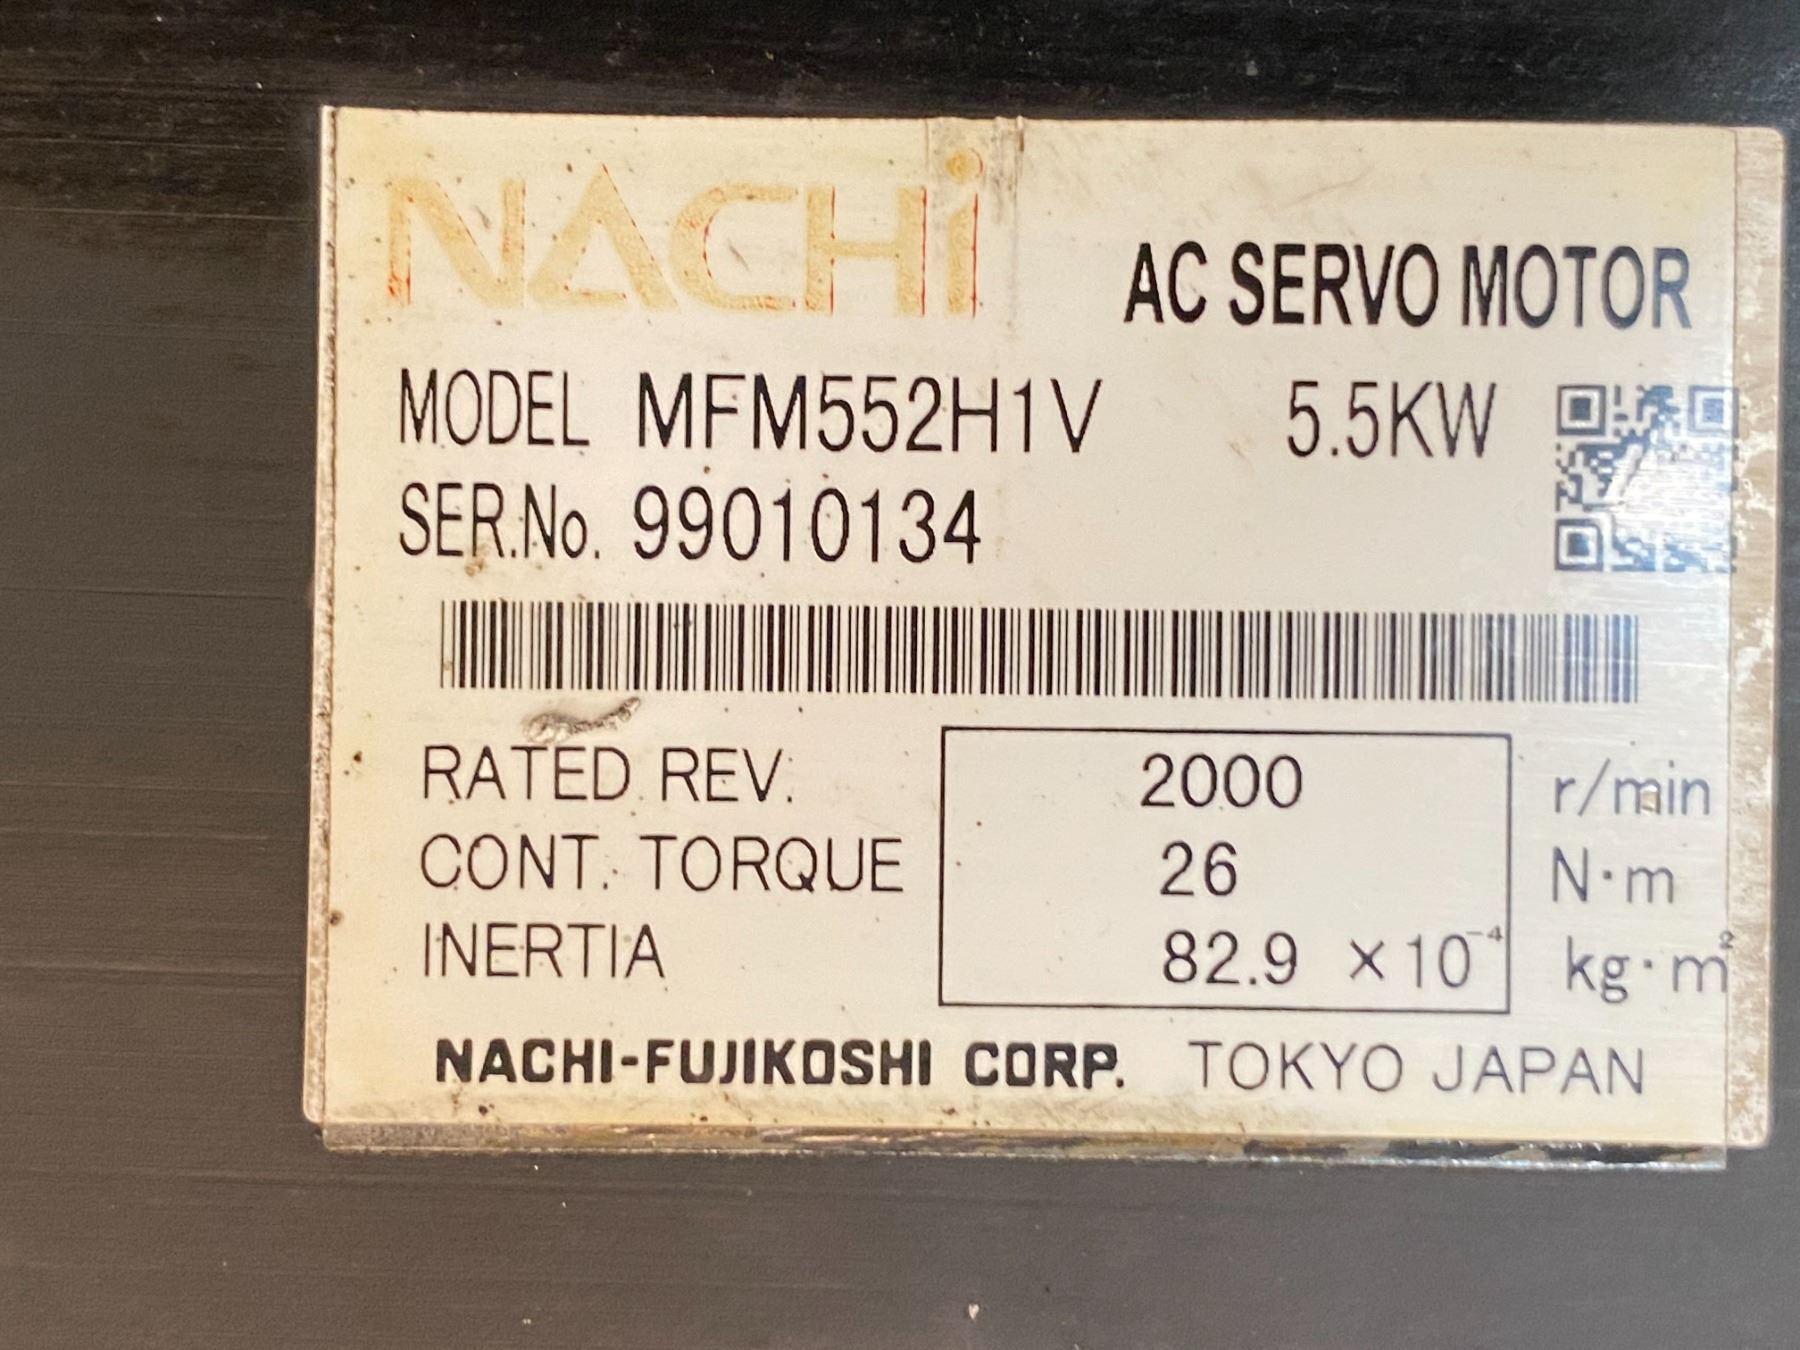 NACHi
AC SERVO MOTOR
MODEL MFM552H1V 5.5KW
SER.No. 99010134
RATED REV. 2000 r/min
CONT. TORQUE 26 N·m
INERTIA 82.9 ×10⁻⁴ kg·m²
NACHI-FUJIKOSHI CORP. TOKYO JAPAN